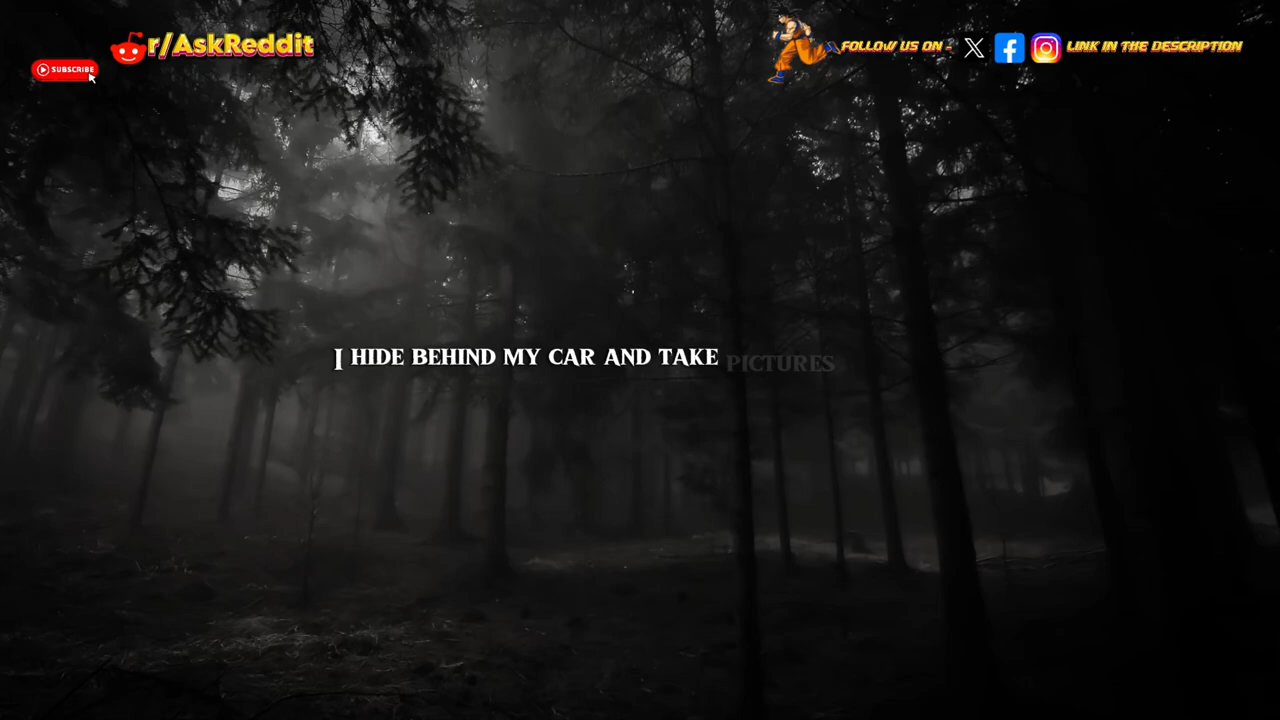 r/AskReddit
FOLLOW US ON - X f LINK IN THE DESCRIPTION
SUBSCRIBE
I HIDE BEHIND MY CAR AND TAKE PICTURES